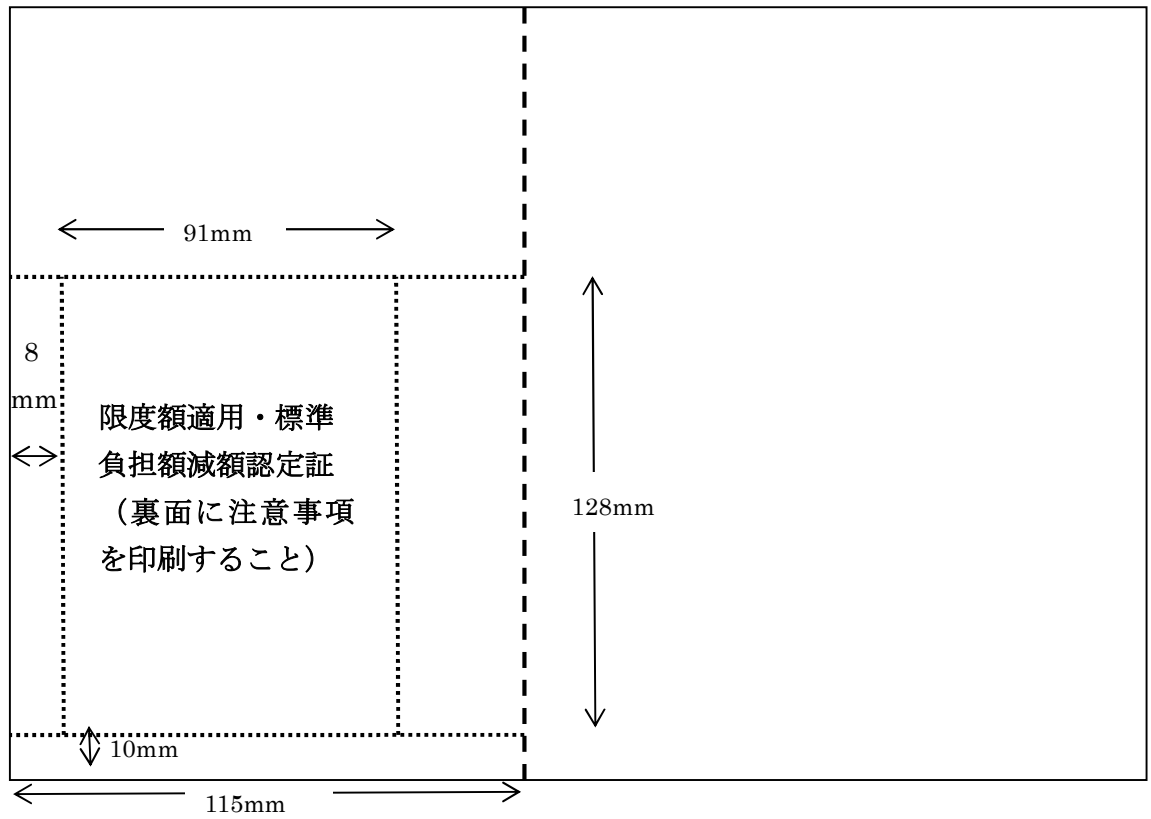 91mm
8
mm
限度額適用・標準
負担額減額認定証
（裏面に注意事項
を印刷すること）
128mm
10mm
115mm